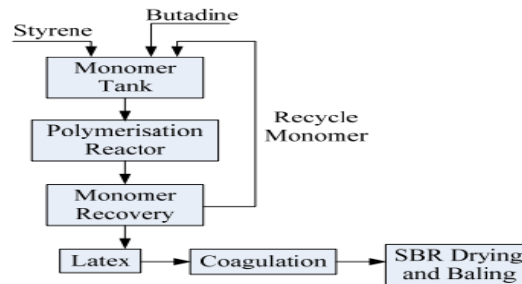 Butadine
Styrene
Monomer
Tank
Recycle
Monomer
Polymerisation
Reactor
Monomer
Recovery
Latex
Coagulation
SBR Drying
and Baling